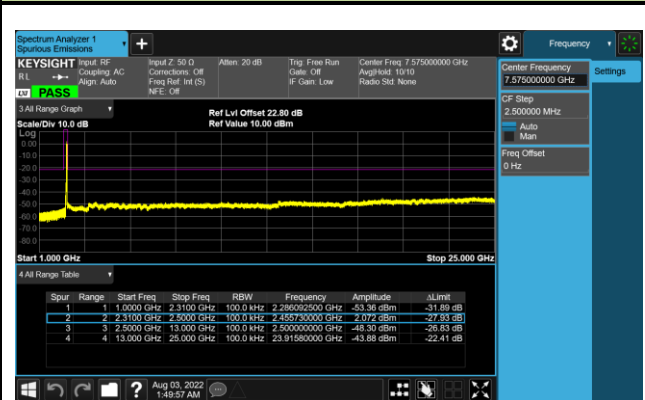 Spectrum Analyzer 1
Spurious Emissions
Frequency
KEYSIGHT Input: RF Input Z: 50 Ω Atten: 20 dB Trig: Free Run Center Freq: 7.575000000 GHz
RL Coupling: AC Corrections: Off Gate: Off Avg|Hold: 10/10
Align: Auto Freq Ref: Int (S) IF Gain: Low Radio Std: None
LXI PASS NFE: Off
Center Frequency
7.575000000 GHz
Settings
CF Step
2.500000 MHz
Auto
Man
Freq Offset
0 Hz
3 All Range Graph
Ref Lvl Offset 22.80 dB
Scale/Div 10.0 dB Ref Value 10.00 dBm
Log
0.00
-10.0
-20.0
-30.0
-40.0
-50.0
-60.0
-70.0
-80.0
Start 1.000 GHz Stop 25.000 GHz
4 All Range Table
Spur Range Start Freq Stop Freq RBW Frequency Amplitude ΔLimit
1 1 1.0000 GHz 2.3100 GHz 100.0 kHz 2.286092500 GHz -53.36 dBm -31.89 dB
2 2 2.3100 GHz 2.5000 GHz 100.0 kHz 2.455730000 GHz 2.072 dBm -27.93 dB
3 3 2.5000 GHz 13.000 GHz 100.0 kHz 2.500000000 GHz -48.30 dBm -26.83 dB
4 4 13.000 GHz 25.000 GHz 100.0 kHz 23.91580000 GHz -43.88 dBm -22.41 dB
Aug 03, 2022
1:49:57 AM